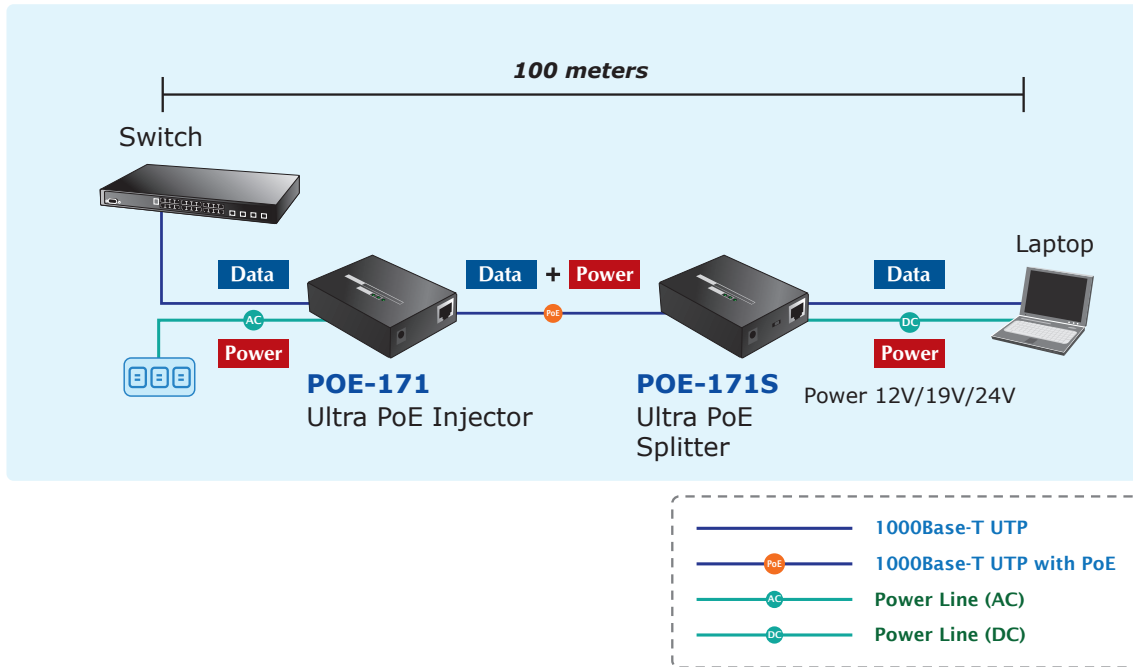 100 meters
Switch
Laptop
Data
Data + Power
Data
AC
PoE
DC
Power
Power
POE-171
Ultra PoE Injector
POE-171S
Ultra PoE
Splitter
Power 12V/19V/24V
1000Base-T UTP
PoE 1000Base-T UTP with PoE
AC Power Line (AC)
DC Power Line (DC)